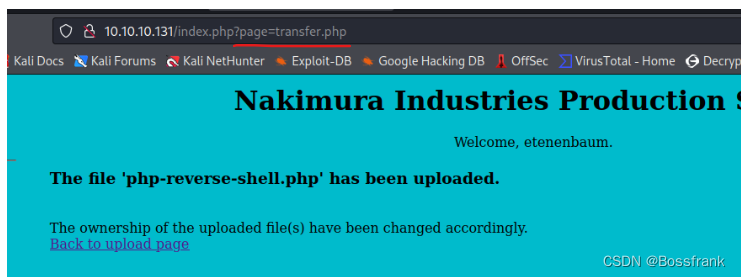 10.10.10.131/index.php?page=transfer.php
Kali Docs Kali Forums Kali NetHunter Exploit-DB Google Hacking DB OffSec VirusTotal - Home Decryp
Nakimura Industries Production S
Welcome, etenenbaum.
The file 'php-reverse-shell.php' has been uploaded.
The ownership of the uploaded file(s) have been changed accordingly.
Back to upload page
CSDN @Bossfrank